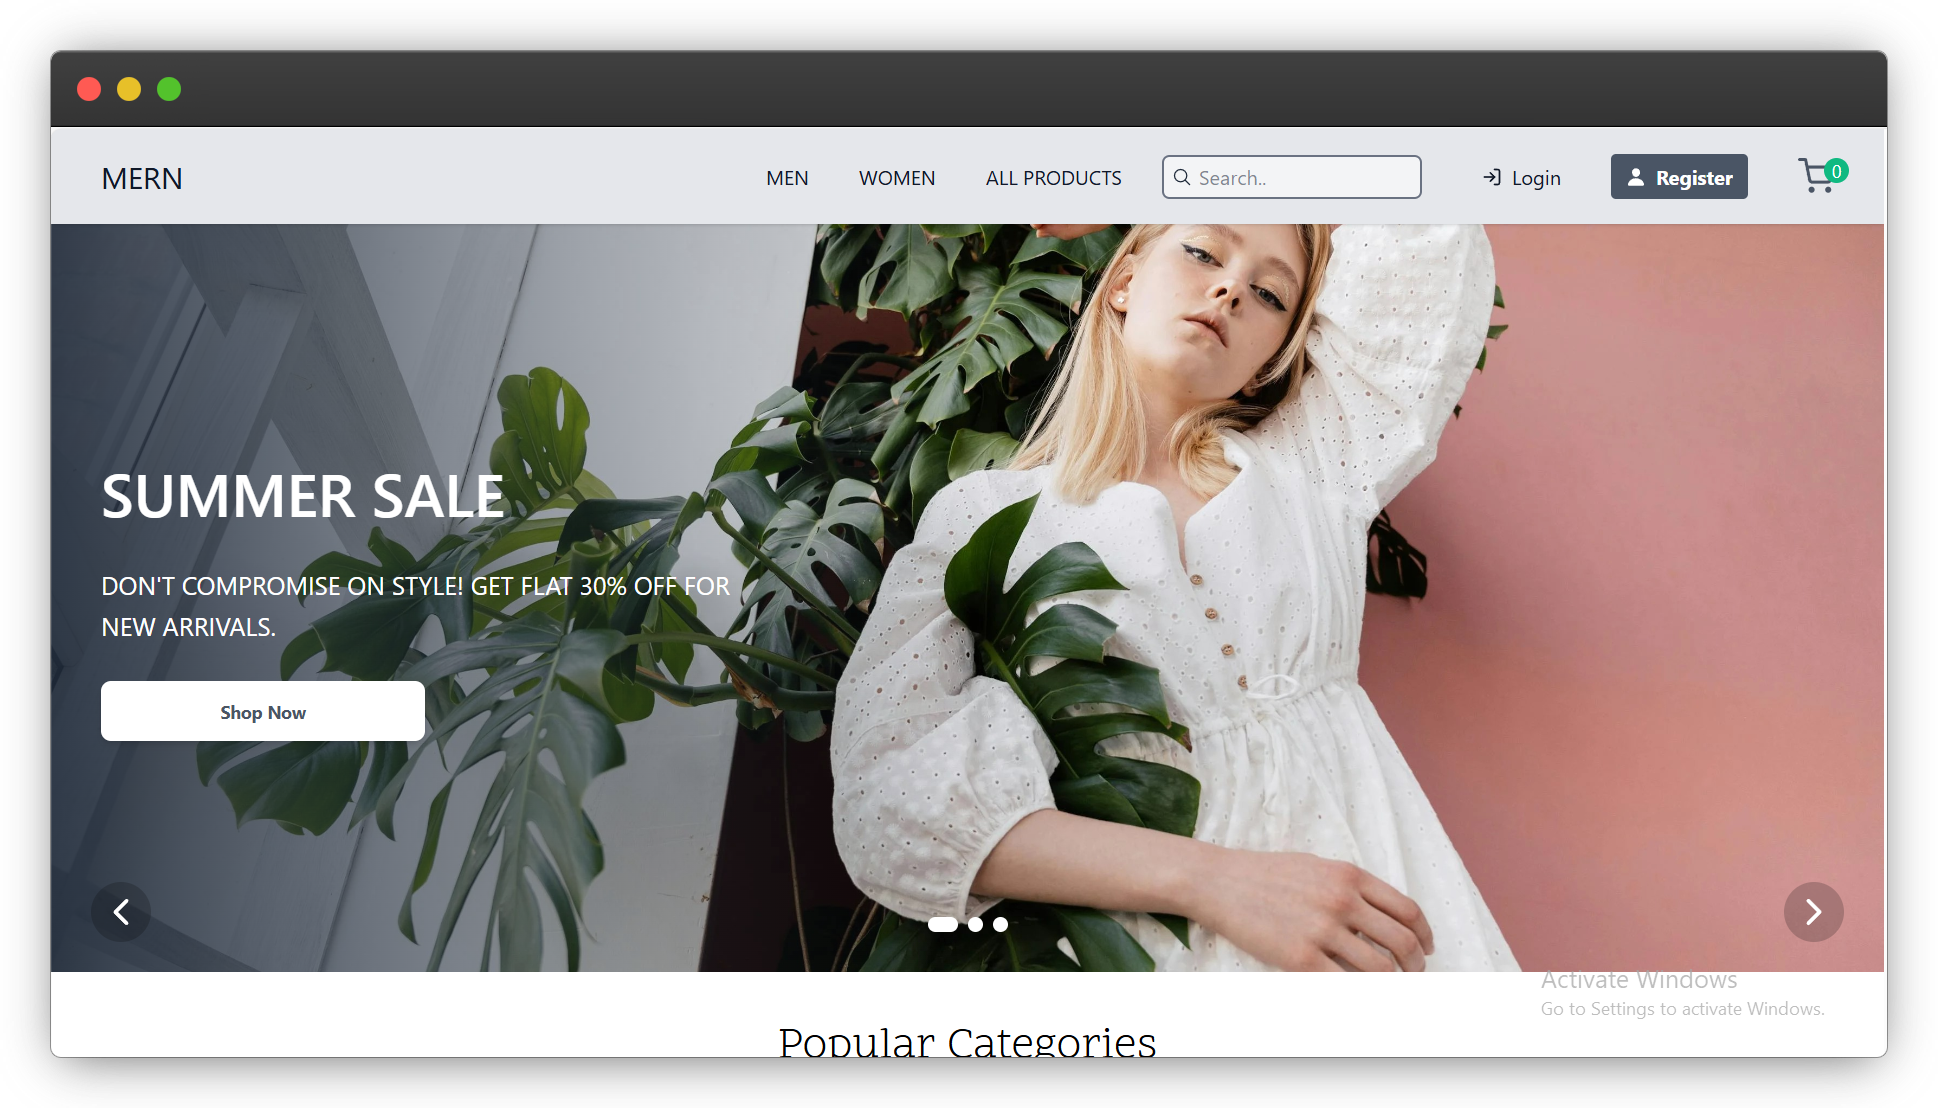 MERN
MEN
WOMEN
ALL PRODUCTS
Search..
Login
Register
0
SUMMER SALE
DON'T COMPROMISE ON STYLE! GET FLAT 30% OFF FOR
NEW ARRIVALS.
Shop Now
Activate Windows
Go to Settings to activate Windows.
Popular Categories